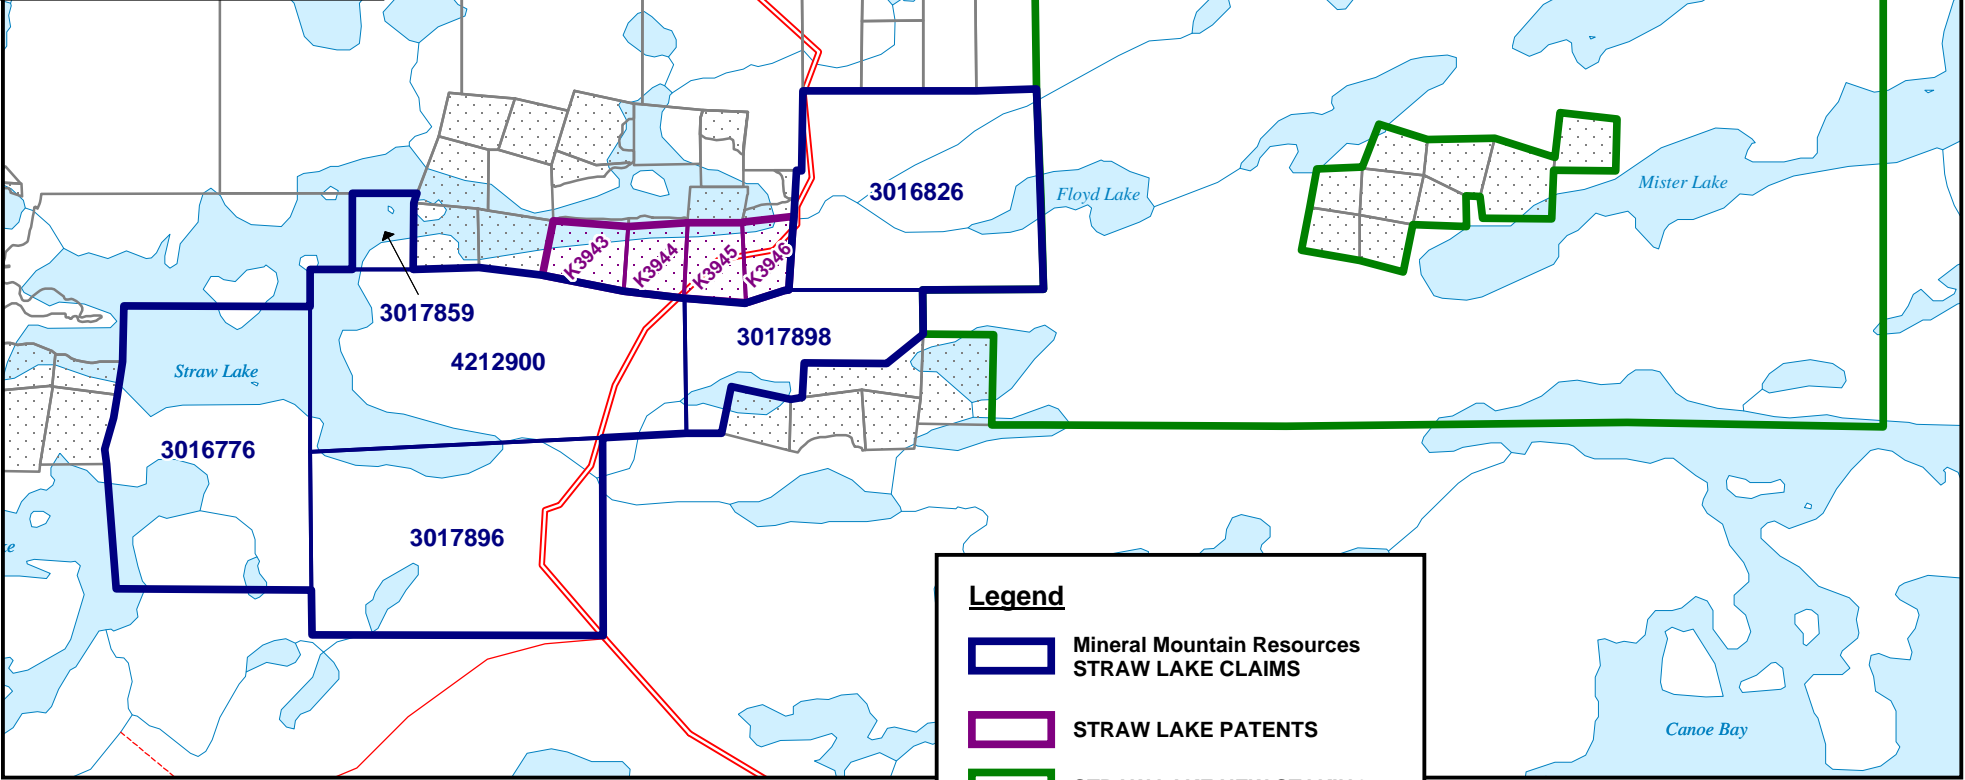 3016826
Floyd Lake
Mister Lake
K3943
K3944
K3945
K3946
3017859
3017898
4212900
Straw Lake
3016776
3017896
Legend
Mineral Mountain Resources
STRAW LAKE CLAIMS
STRAW LAKE PATENTS
Canoe Bay